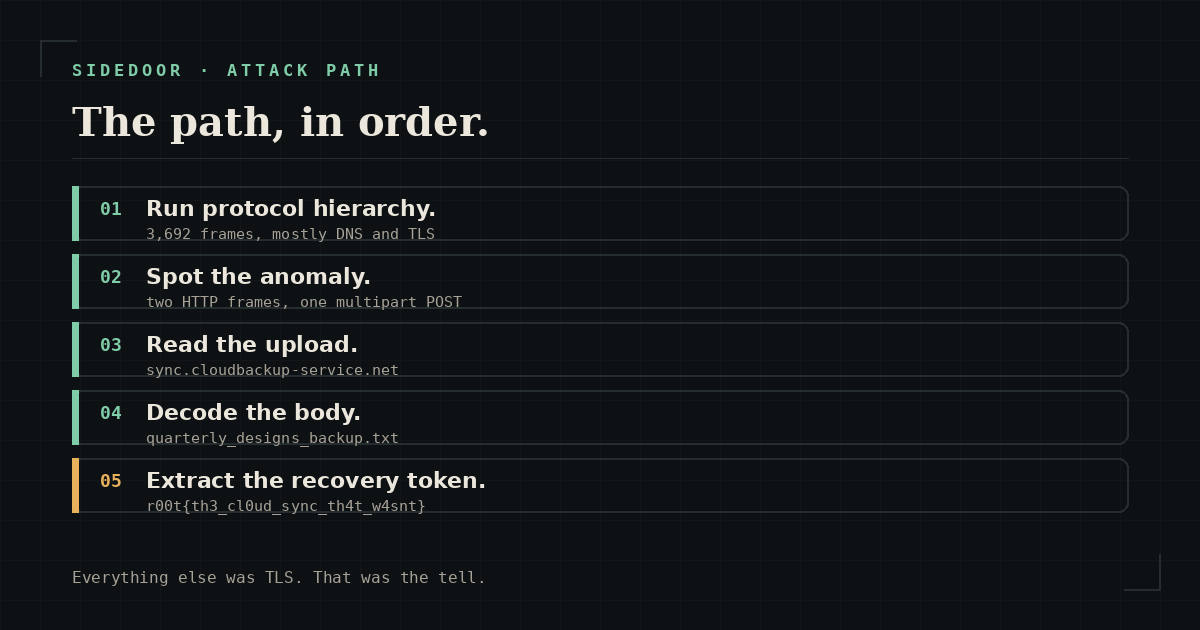 SIDEDOOR · ATTACK PATH
The path, in order.
01 Run protocol hierarchy.
3,692 frames, mostly DNS and TLS
02 Spot the anomaly.
two HTTP frames, one multipart POST
03 Read the upload.
sync.cloudbackup-service.net
04 Decode the body.
quarterly_designs_backup.txt
05 Extract the recovery token.
r00t{th3_cl0ud_sync_th4t_w4snt}
Everything else was TLS. That was the tell.